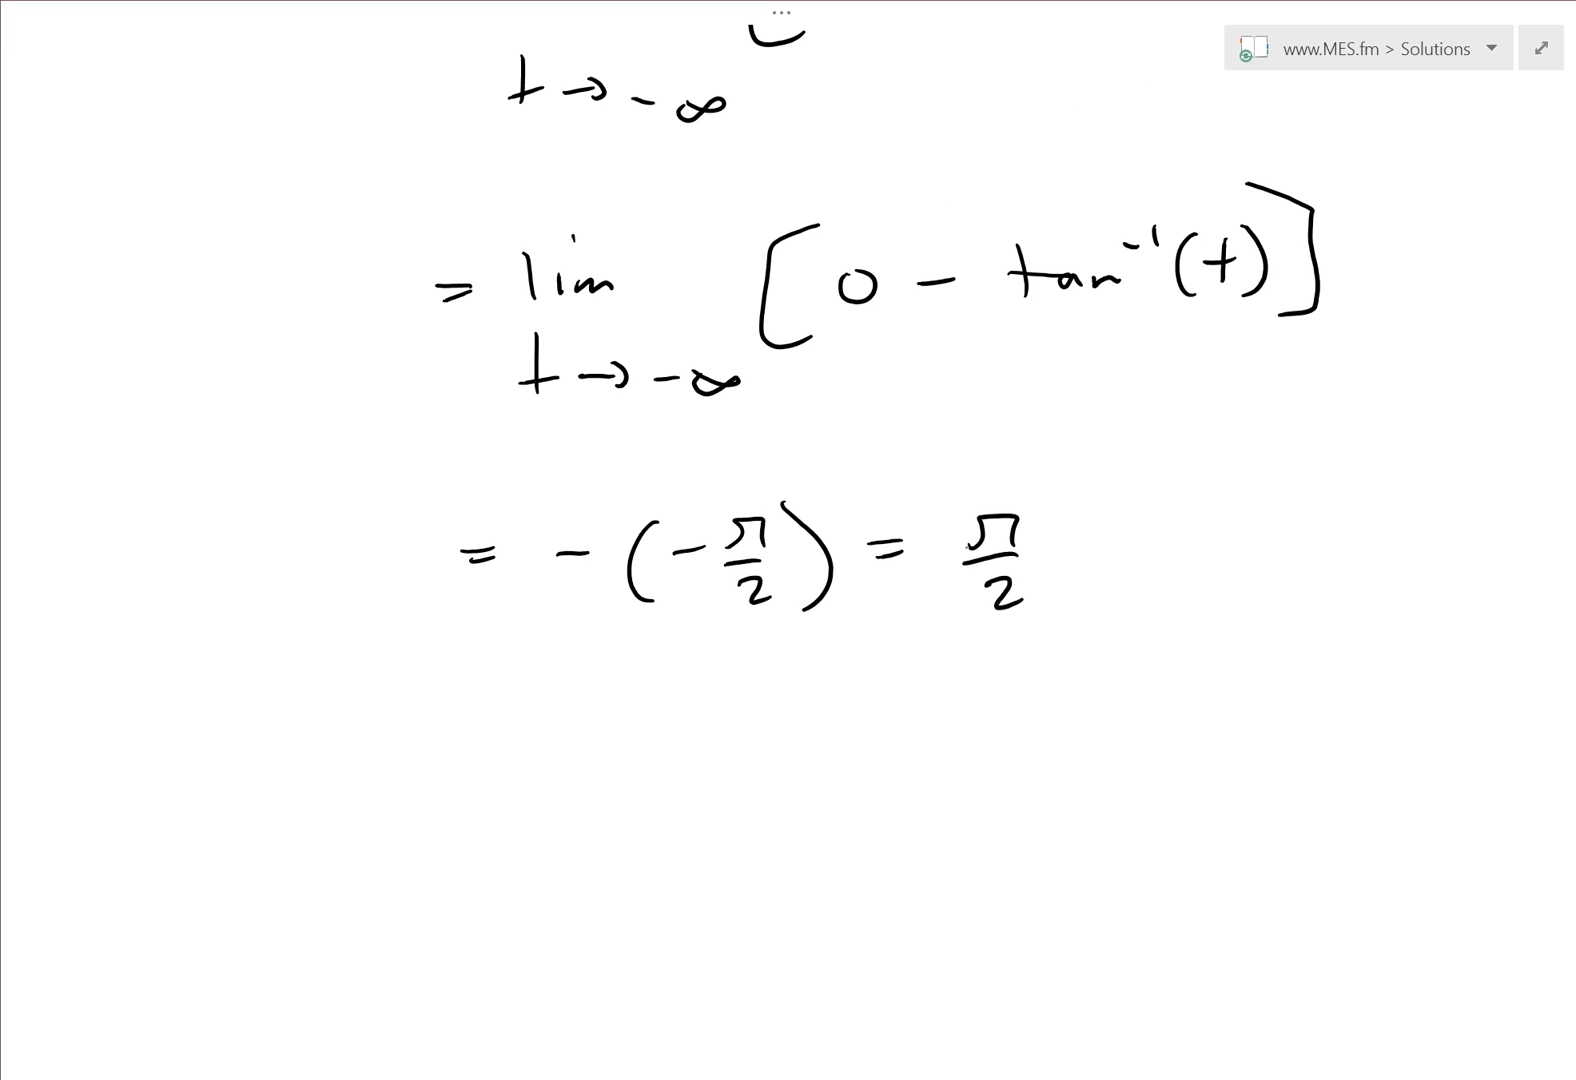 www.MES.fm > Solutions
t → -∞
= lim [0 - tan⁻¹(t)]
t → -∞
= -(-π/2) = π/2